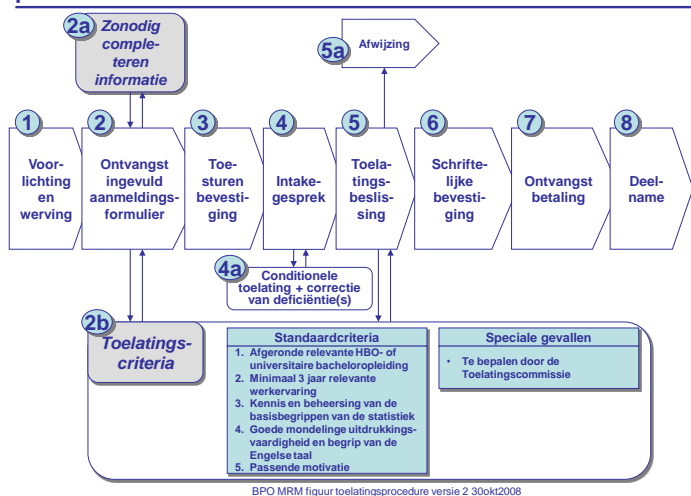 2a
Zonodig
comple-
teren
informatie
5a
Afwijzing
1
Voor-
lichting
en
werving
2
Ontvangst
ingevuld
aanmeldings-
formulier
3
Toe-
sturen
bevesti-
ging
4
Intake-
gesprek
5
Toela-
tings-
beslis-
sing
6
Schrifte-
lijke
bevesti-
ging
7
Ontvangst
betaling
8
Deel-
name
4a
Conditionele
toelating + correctie
van deficiëntie(s)
2b
Toelatings-
criteria
Standaardcriteria
1. Afgeronde relevante HBO- of
universitaire bacheloropleiding
2. Minimaal 3 jaar relevante
werkervaring
3. Kennis en beheersing van de
basisbegrippen van de statistiek
4. Goede mondelinge uitdrukkings-
vaardigheid en begrip van de
Engelse taal
5. Passende motivatie
Speciale gevallen
• Te bepalen door de
Toelatingscommissie
BPO MRM figuur toelatingsprocedure versie 2 30okt2008